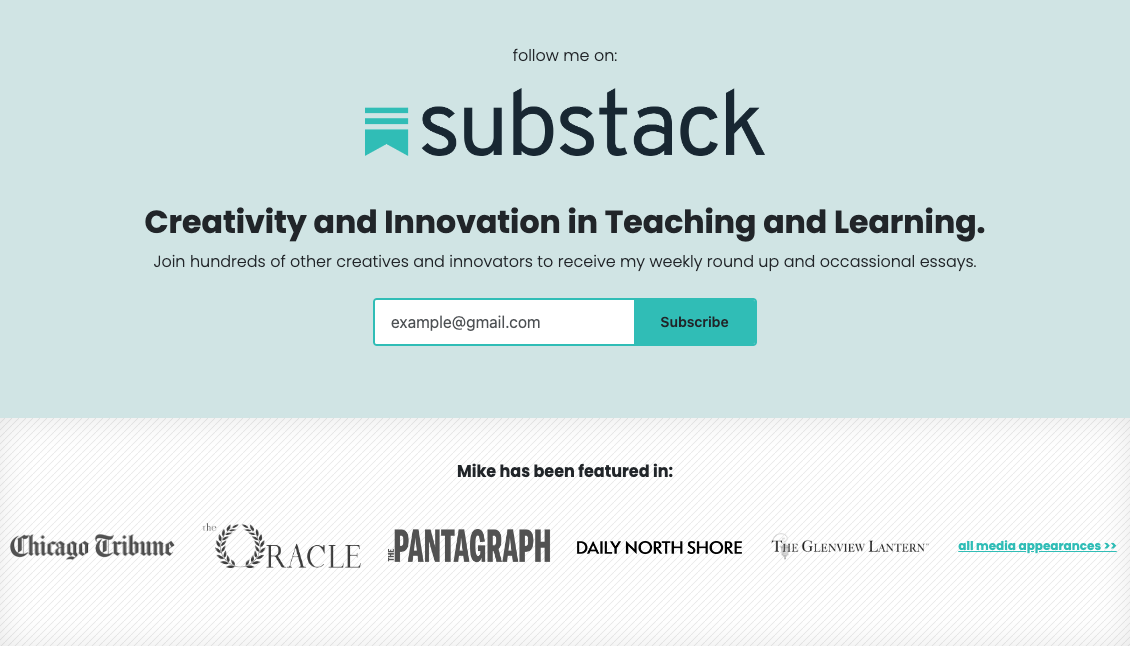 follow me on:
substack
Creativity and Innovation in Teaching and Learning.
Join hundreds of other creatives and innovators to receive my weekly round up and occassional essays.
example@gmail.com
Subscribe
Mike has been featured in:
Chicago Tribune
the ORACLE
THE PANTAGRAPH
DAILY NORTH SHORE
THE GLENVIEW LANTERN™
all media appearances >>